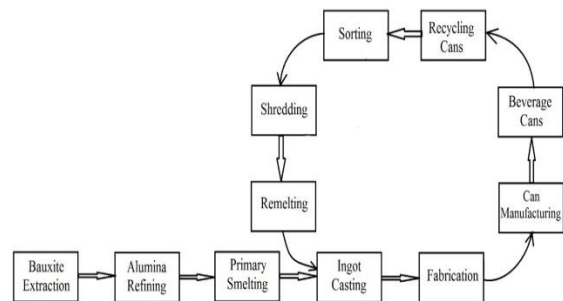 Sorting
Recycling
Cans
Shredding
Beverage
Cans
Remelting
Can
Manufacturing
Bauxite
Extraction
Alumina
Refining
Primary
Smelting
Ingot
Casting
Fabrication